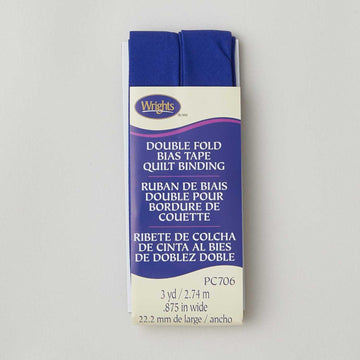 Wrights
DOUBLE FOLD
BIAS TAPE
QUILT BINDING
RUBAN DE BIAIS
DOUBLE POUR
BORDURE DE
COUETTE
RIBETE DE COLCHA
DE CINTA AL BIES
DE DOBLEZ DOBLE
PC706
3 yd / 2.74 m
.875 in wide
22.2 mm de large / ancho